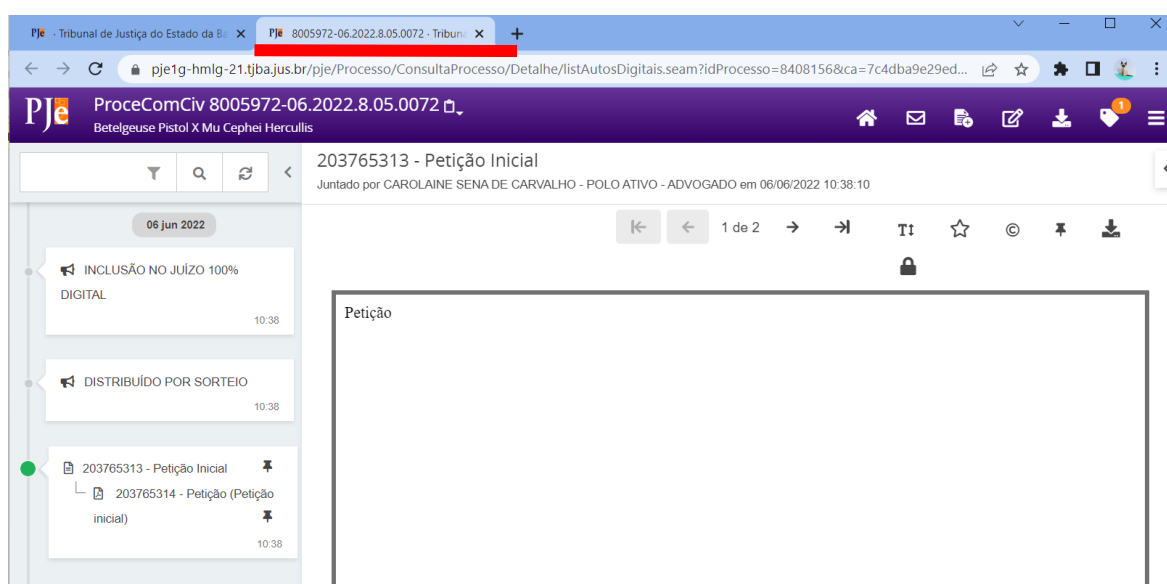 PJe · Tribunal de Justiça do Estado da Ba
PJe 8005972-06.2022.8.05.0072 · Tribuna
pje1g-hmlg-21.tjba.jus.br/pje/Processo/ConsultaProcesso/Detalhe/listAutosDigitais.seam?idProcesso=8408156&ca=7c4dba9e29ed...
PJe
ProceComCiv 8005972-06.2022.8.05.0072
Betelgeuse Pistol X Mu Cephei Hercullis
1
203765313 - Petição Inicial
Juntado por CAROLAINE SENA DE CARVALHO - POLO ATIVO - ADVOGADO em 06/06/2022 10:38:10
06 jun 2022
1 de 2
T
INCLUSÃO NO JUÍZO 100%
DIGITAL
10:38
DISTRIBUÍDO POR SORTEIO
10:38
203765313 - Petição Inicial
203765314 - Petição (Petição
inicial)
10:38
Petição